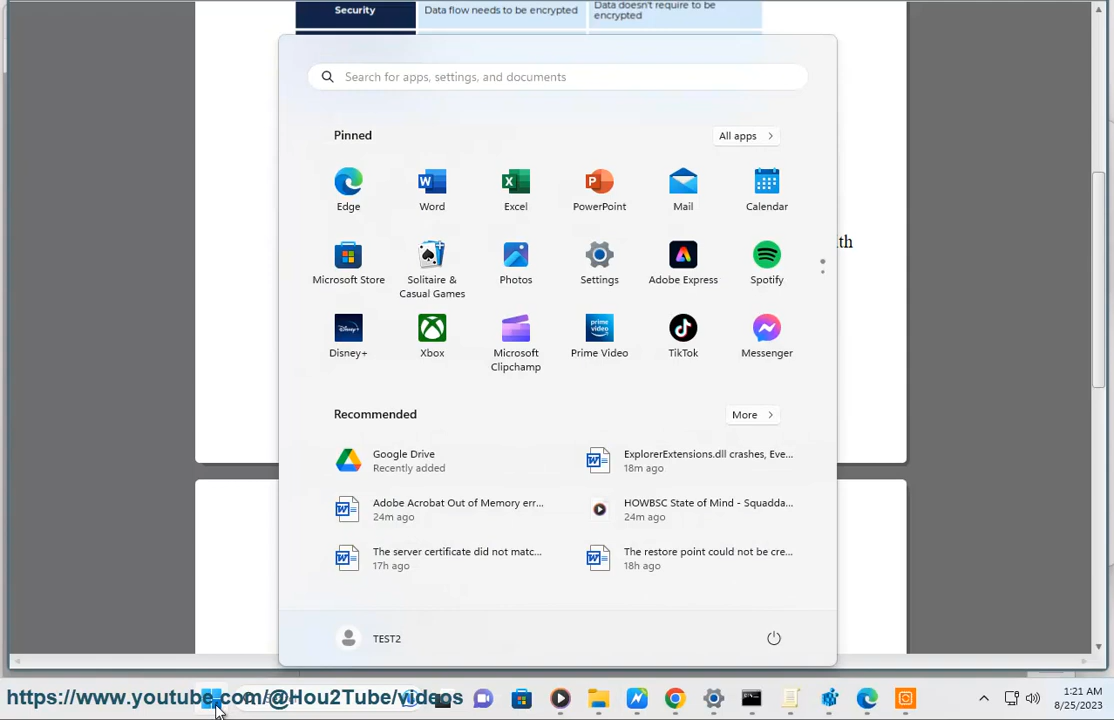 Security
Data flow needs to be encrypted
Data doesn't require to be
encrypted
Search for apps, settings, and documents
Pinned
All apps
Edge
Word
Excel
PowerPoint
Mail
Calendar
Microsoft Store
Solitaire &
Casual Games
Photos
Settings
Adobe Express
Spotify
Disney+
Xbox
Microsoft
Clipchamp
Prime Video
TikTok
Messenger
Recommended
More
Google Drive
Recently added
ExplorerExtensions.dll crashes, Eve...
18m ago
Adobe Acrobat Out of Memory err...
24m ago
HOWBSC State of Mind - Squadda...
24m ago
The server certificate did not matc...
17h ago
The restore point could not be cre...
18h ago
TEST2
https://www.youtube.com/@Hou2Tube/videos
1:21 AM
8/25/2023